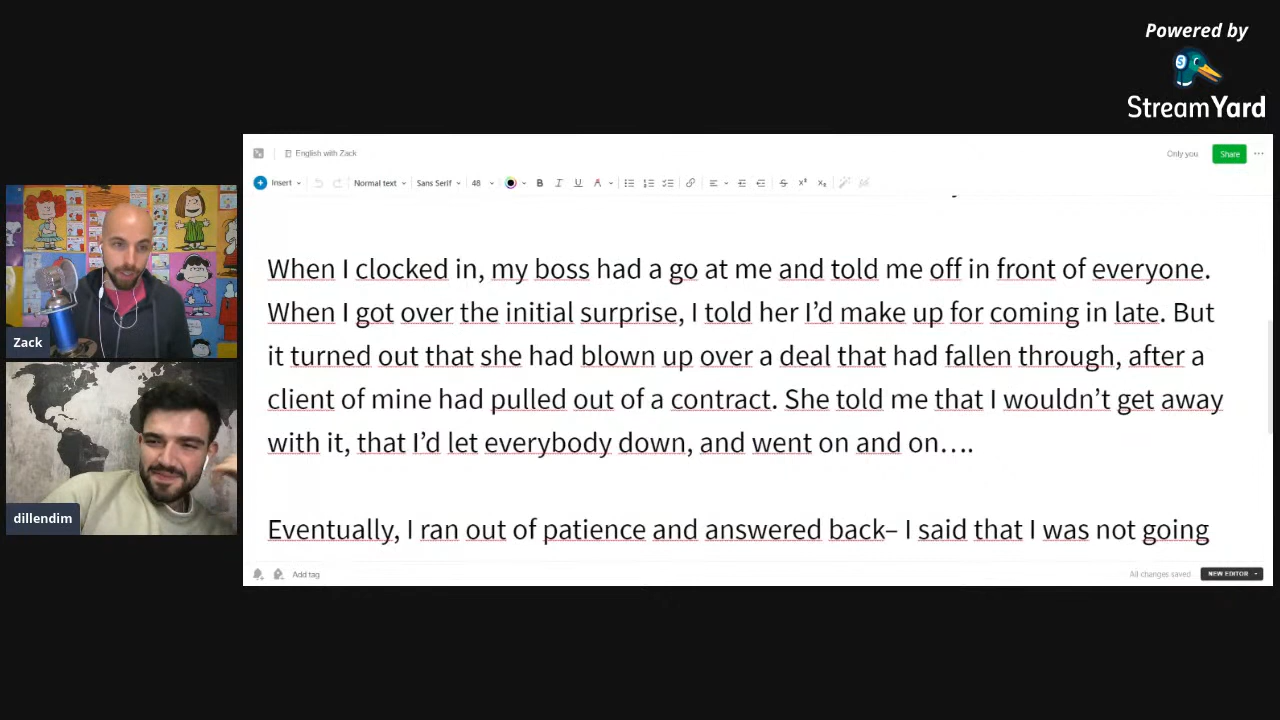 Powered by
StreamYard
English with Zack
Only you
Share
Insert
Normal text
Sans Serif
48
When I clocked in, my boss had a go at me and told me off in front of everyone.
When I got over the initial surprise, I told her I’d make up for coming in late. But
it turned out that she had blown up over a deal that had fallen through, after a
client of mine had pulled out of a contract. She told me that I wouldn’t get away
with it, that I’d let everybody down, and went on and on….
Eventually, I ran out of patience and answered back– I said that I was not going
Add tag
All changes saved
NEW EDITOR
Zack
dillendim